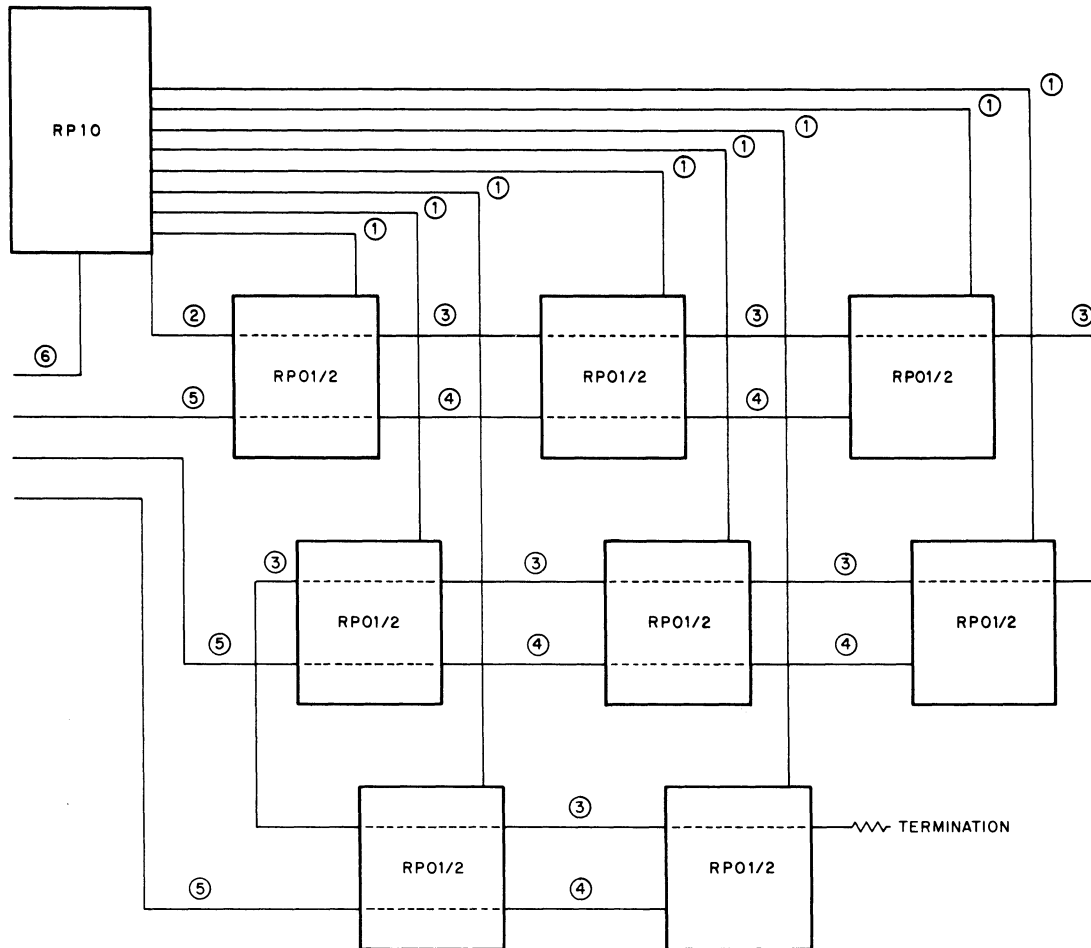 RP10
①
①
①
①
①
①
①
①
② ③ ③ ③
⑥
RP01/2 RP01/2 RP01/2
⑤ ④ ④
③ ③ ③
RP01/2 RP01/2 RP01/2
⑤ ④ ④
③
TERMINATION
RP01/2 RP01/2
⑤ ④